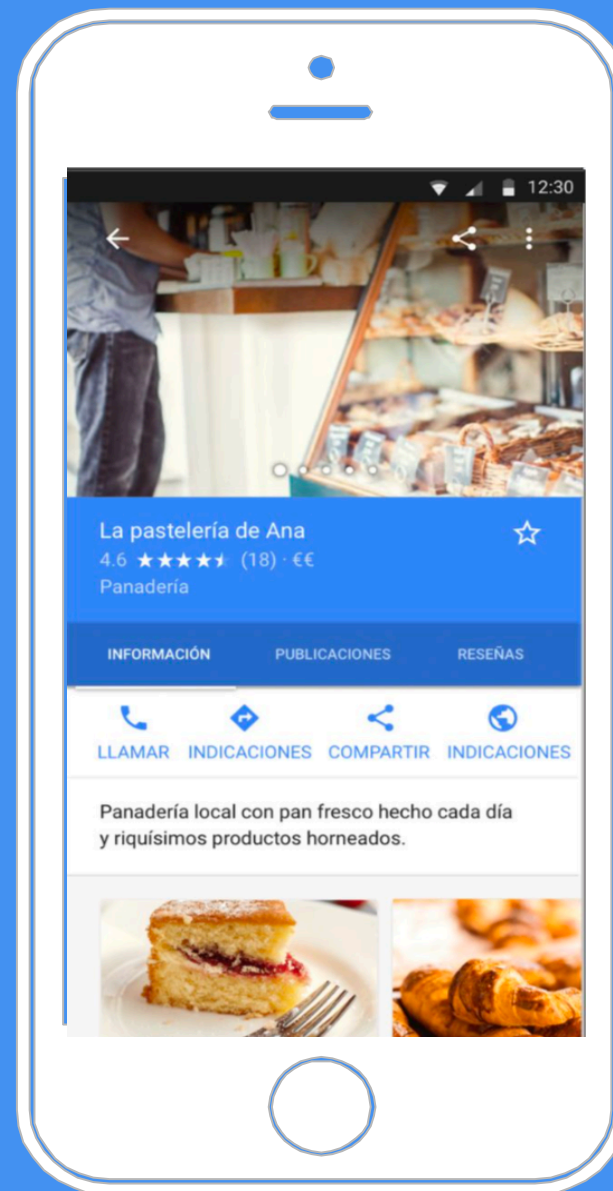 12:30
La pastelería de Ana
4.6 ★★★★★ (18) · €€
Panadería
INFORMACIÓN PUBLICACIONES RESEÑAS
LLAMAR INDICACIONES COMPARTIR INDICACIONES
Panadería local con pan fresco hecho cada día
y riquísimos productos horneados.